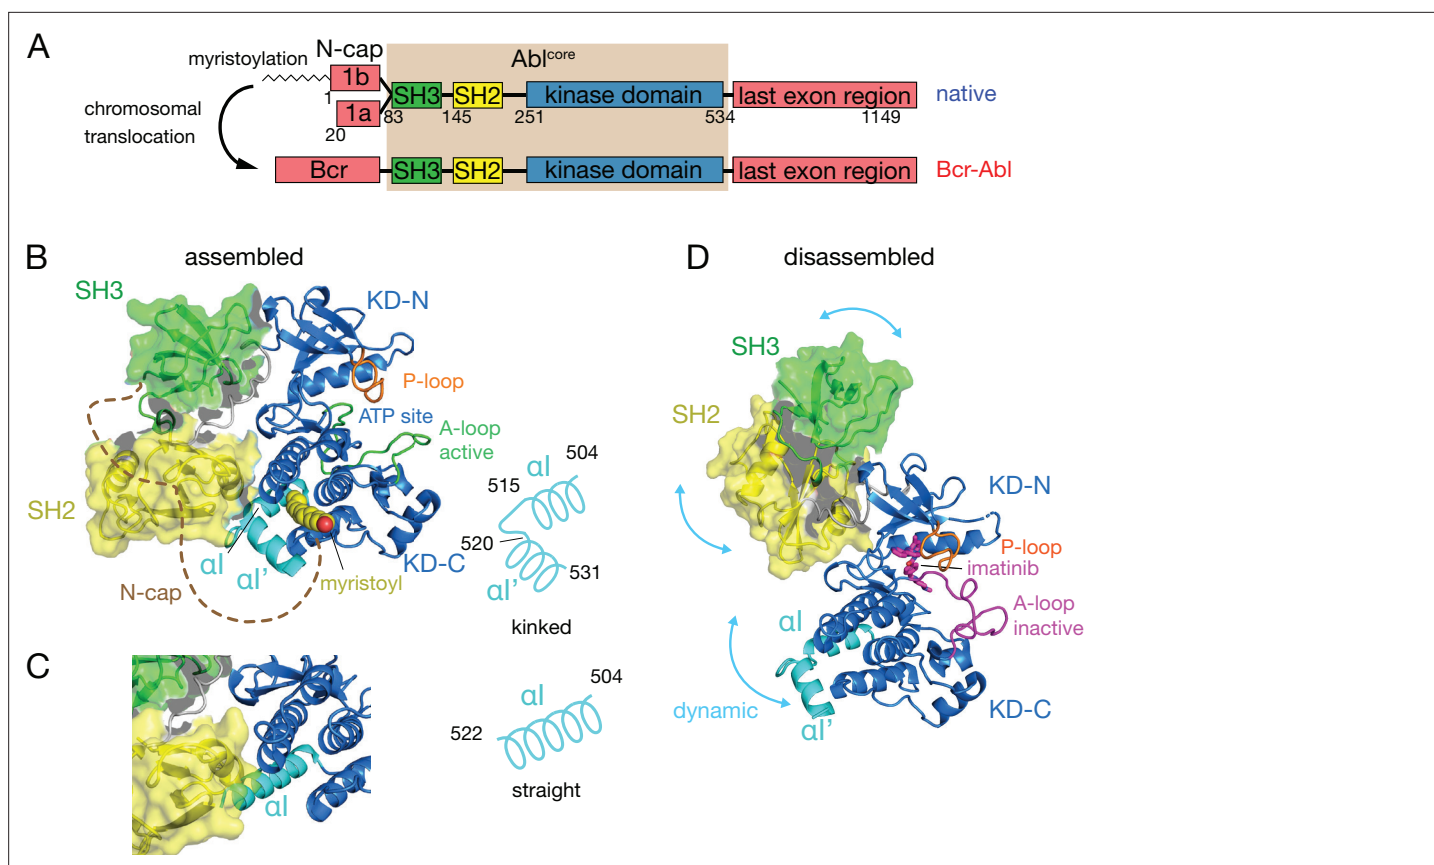 A
myristoylation
N-cap
Abl^core
1b
1
chromosomal
translocation
1a
20
SH3
SH2
kinase domain
last exon region
native
83
145
251
534
1149
Bcr
SH3
SH2
kinase domain
last exon region
Bcr-Abl
B
assembled
SH3
KD-N
P-loop
ATP site
A-loop
active
SH2
αI
αI’
KD-C
myristoyl
N-cap
504
αI
515
520
531
αI’
kinked
C
αI
504
αI
522
straight
D
disassembled
SH3
SH2
KD-N
P-loop
imatinib
A-loop
inactive
αI
dynamic
αI’
KD-C